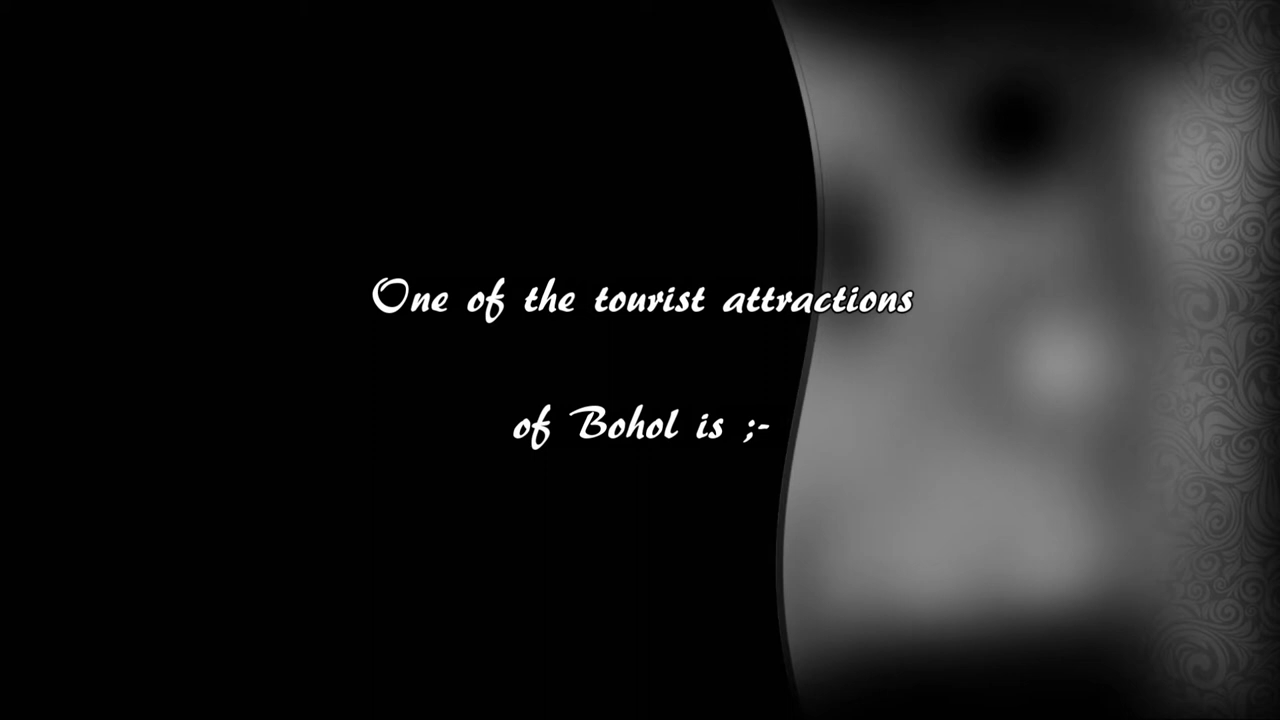 One of the tourist attractions
of Bohol is ;-